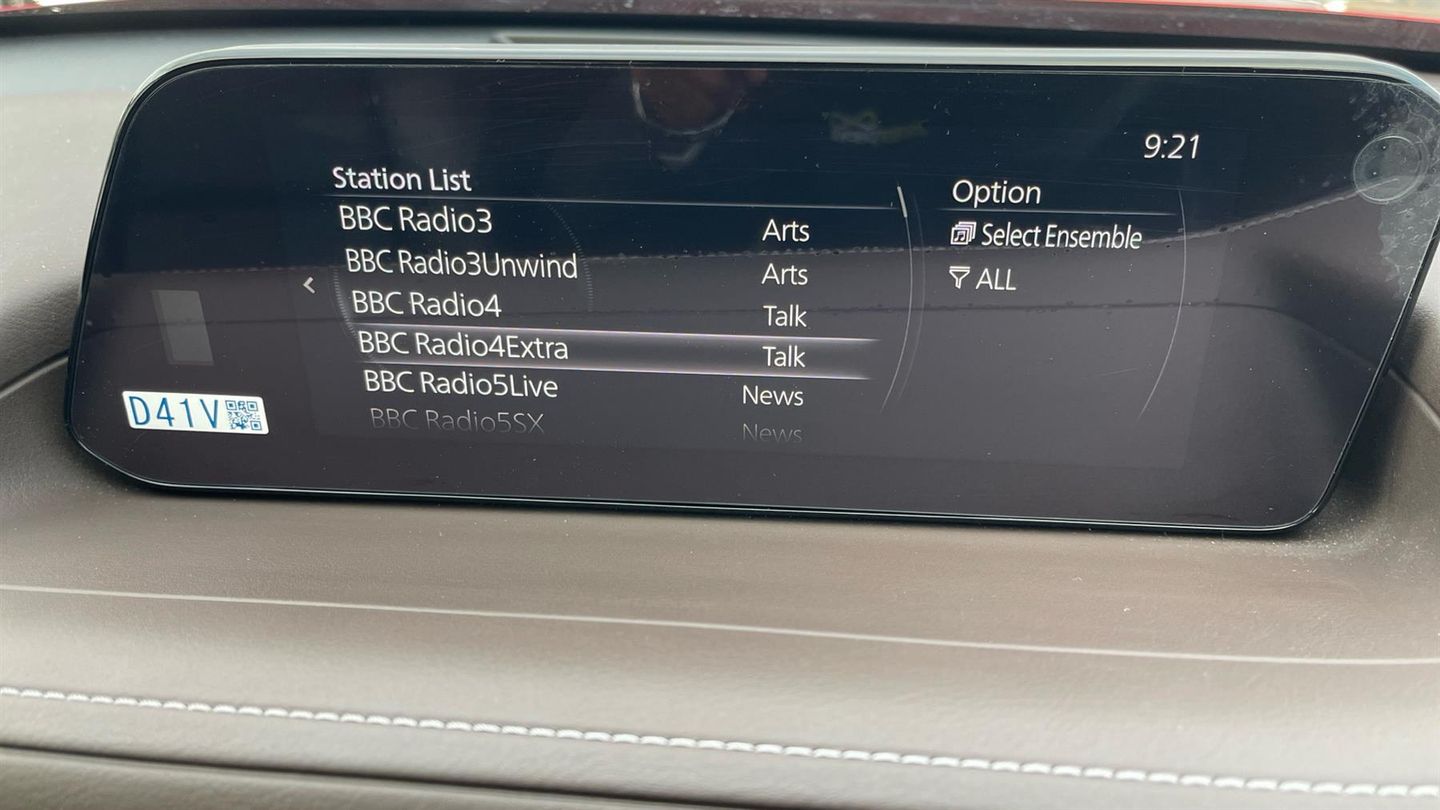 9:21
Station List
BBC Radio3 Arts
BBC Radio3Unwind Arts
BBC Radio4 Talk
BBC Radio4Extra Talk
BBC Radio5Live News
BBC Radio5SX News
Option
Select Ensemble
ALL
D41V